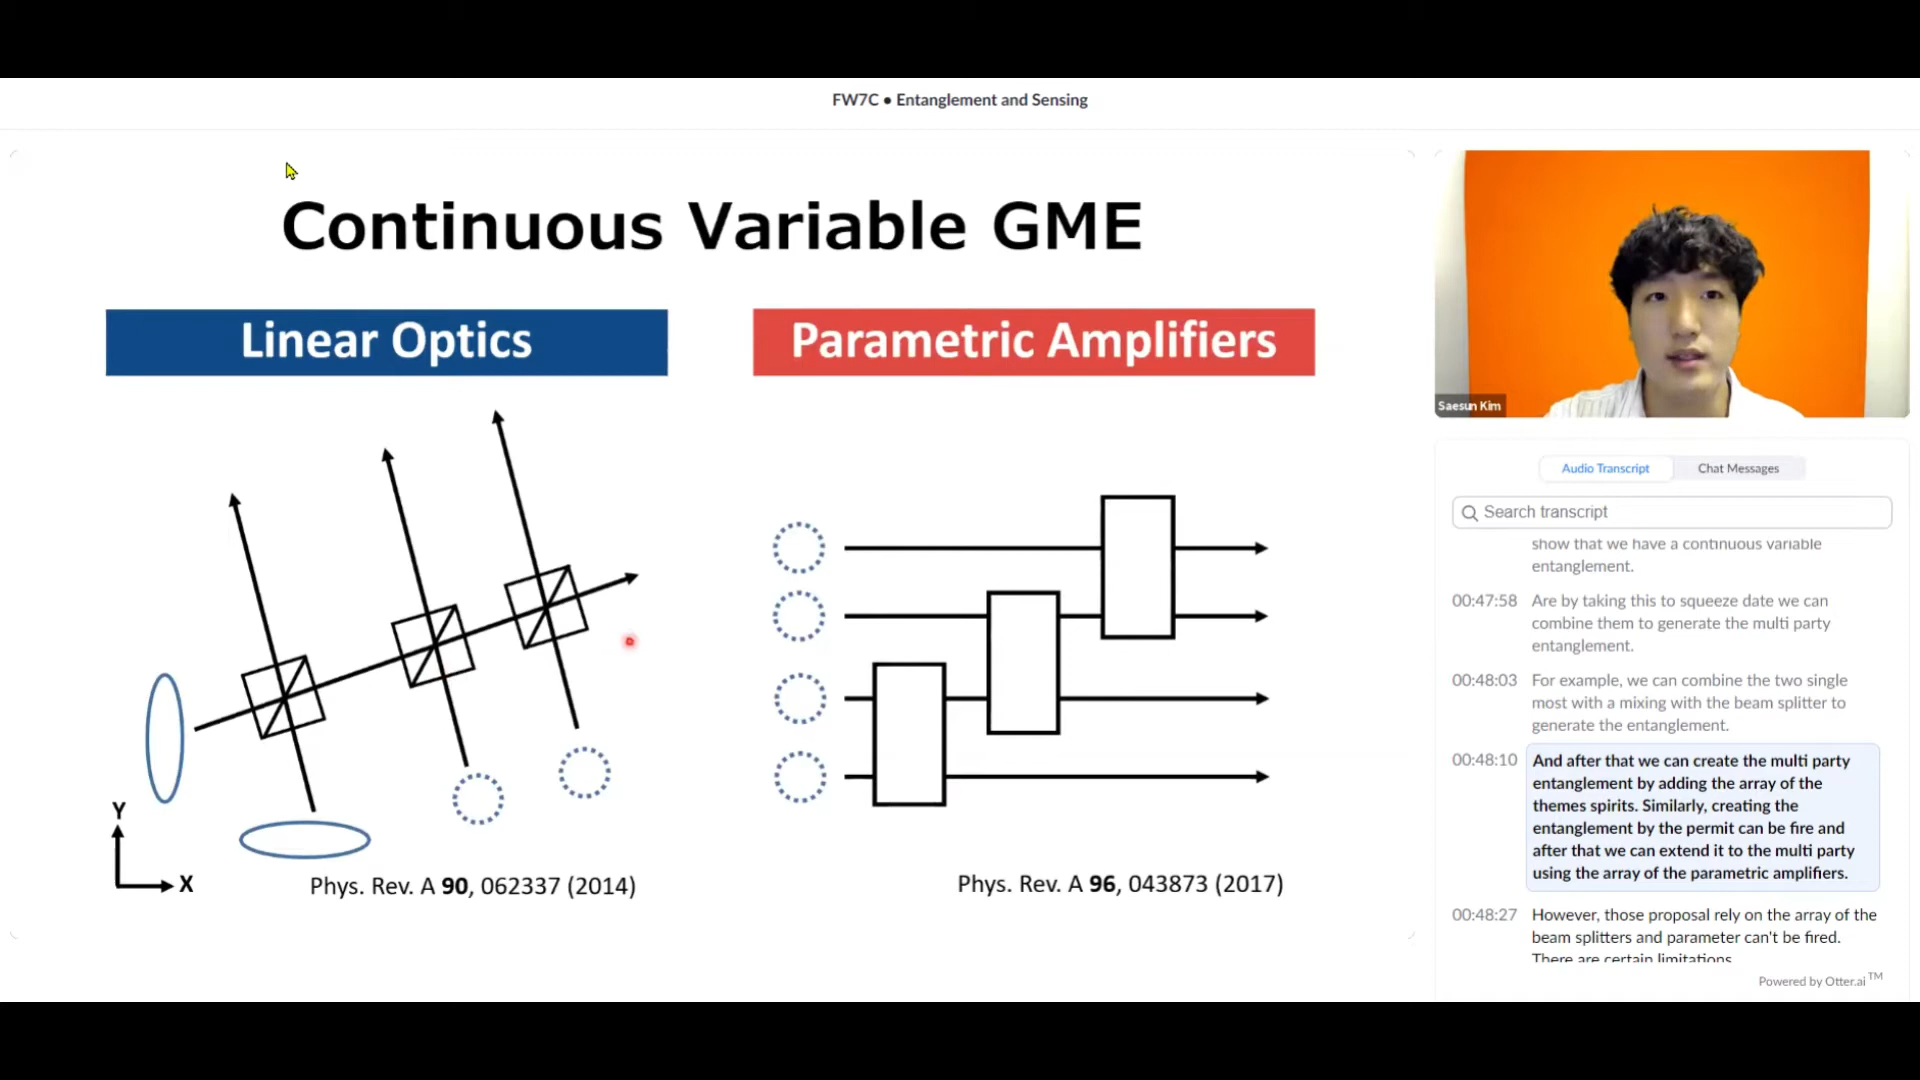 FW7C • Entanglement and Sensing
Continuous Variable GME
Linear Optics
Parametric Amplifiers
Y
X
Phys. Rev. A 90, 062337 (2014)
Phys. Rev. A 96, 043873 (2017)
Saesun Kim
Audio Transcript
Chat Messages
Search transcript
show that we have a continuous variable
entanglement.
00:47:58 Are by taking this to squeeze date we can
combine them to generate the multi party
entanglement.
00:48:03 For example, we can combine the two single
most with a mixing with the beam splitter to
generate the entanglement.
00:48:10 And after that we can create the multi party
entanglement by adding the array of the
themes spirits. Similarly, creating the
entanglement by the permit can be fire and
after that we can extend it to the multi party
using the array of the parametric amplifiers.
00:48:27 However, those proposal rely on the array of the
beam splitters and parameter can't be fired.
There are certain limitations
Powered by Otter.ai TM